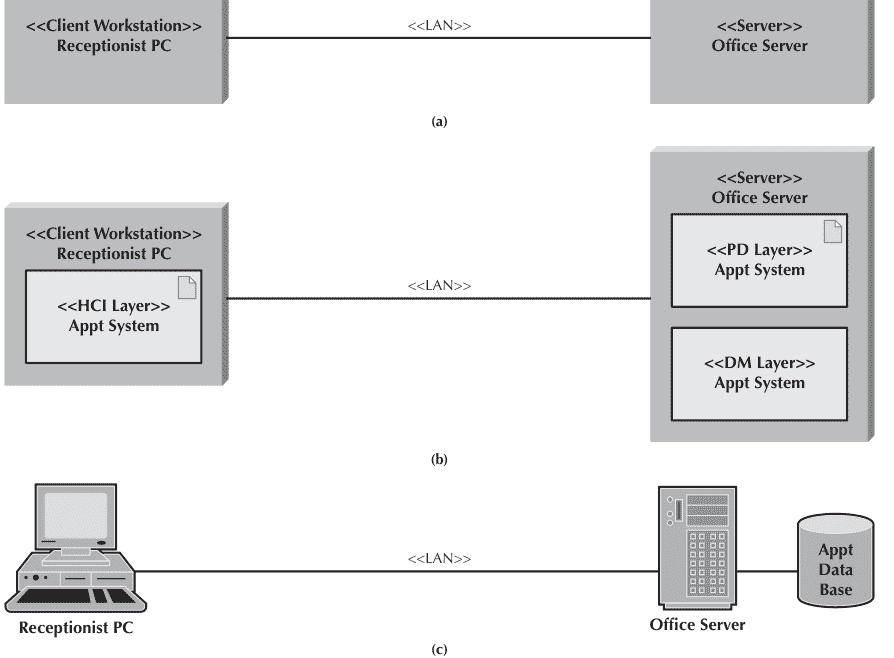 <<Client Workstation>>
Receptionist PC
<<LAN>>
<<Server>>
Office Server
(a)
<<Client Workstation>>
Receptionist PC
<<HCI Layer>>
Appt System
<<LAN>>
<<Server>>
Office Server
<<PD Layer>>
Appt System
<<DM Layer>>
Appt System
(b)
Receptionist PC
<<LAN>>
Office Server
Appt
Data
Base
(c)